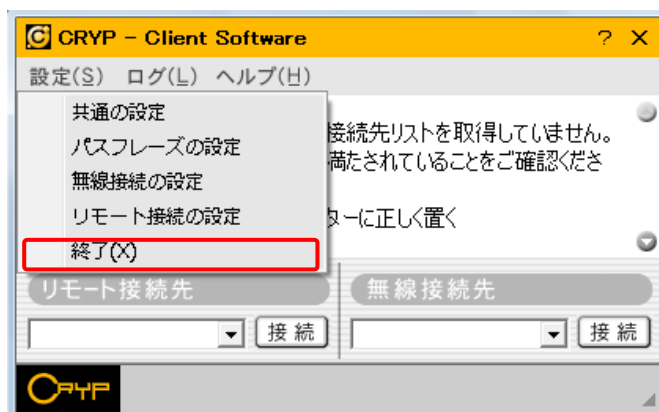 CRYP - Client Software
設定(S) ログ(L) ヘルプ(H)
共通の設定
パスフレーズの設定
無線接続の設定
リモート接続の設定
終了(X)
接続先リストを取得していません。
満たされていることをご確認くださ
ターに正しく置く
リモート接続先
無線接続先
接続
接続
CRYP